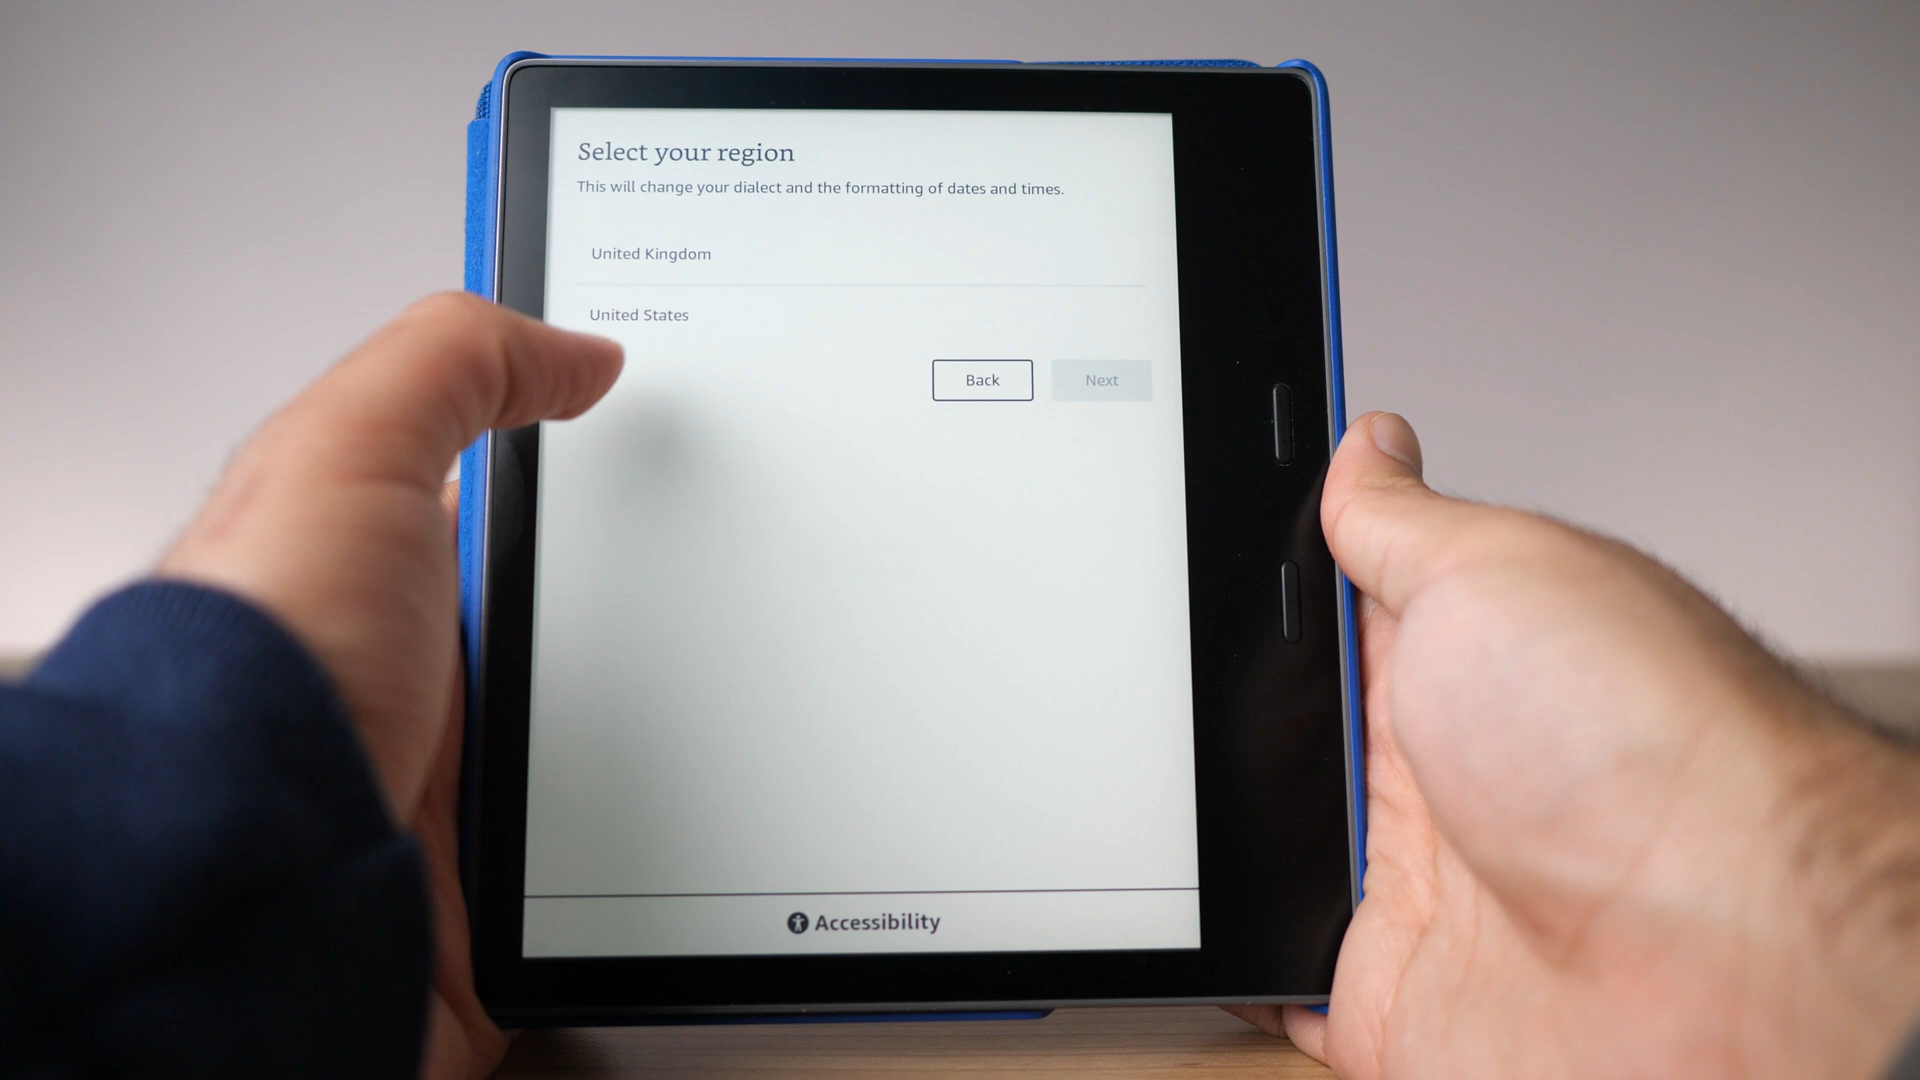 Select your region
This will change your dialect and the formatting of dates and times.
United Kingdom
United States
Back Next
Accessibility